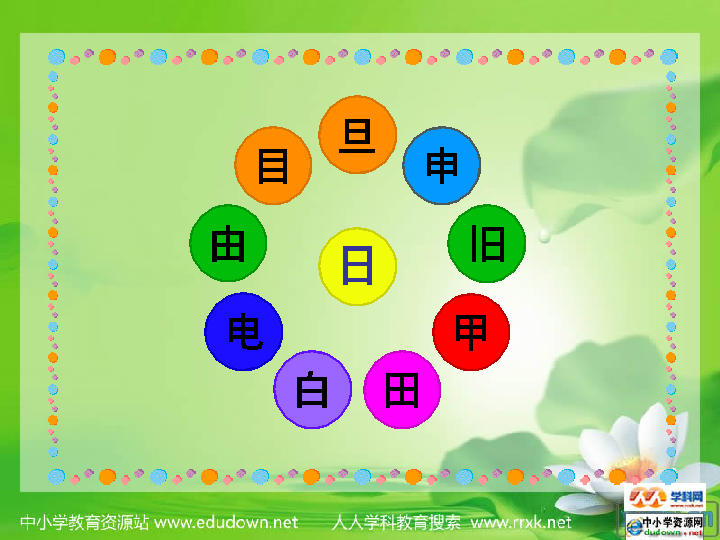 旦
目
申
由
日
旧
电
甲
白
田
学科网
中小学教育资源站 www.edudown.net 人人学科教育搜索 www.rrxk.net
中小学资源网
edudown.net